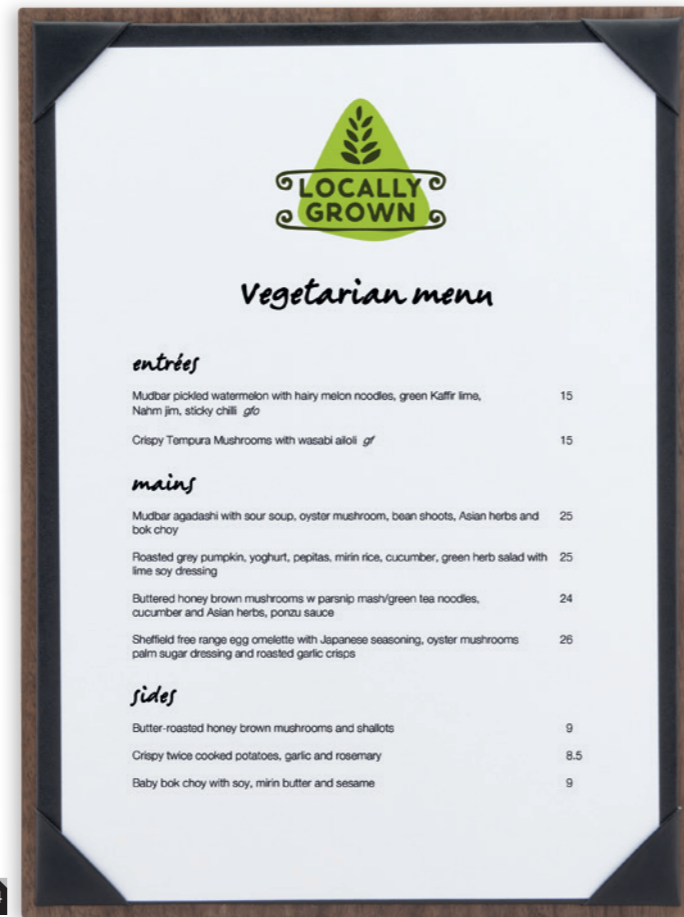 LOCALLY
GROWN
Vegetarian menu
entrées
Mudbar pickled watermelon with hairy melon noodles, green Kaffir lime, 15
Nahm jim, sticky chilli gfo
Crispy Tempura Mushrooms with wasabi ailoli gf 15
mains
Mudbar agadashi with sour soup, oyster mushroom, bean shoots, Asian herbs and 25
bok choy
Roasted grey pumpkin, yoghurt, pepitas, mirin rice, cucumber, green herb salad with 25
lime soy dressing
Buttered honey brown mushrooms w parsnip mash/green tea noodles, 24
cucumber and Asian herbs, ponzu sauce
Sheffield free range egg omelette with Japanese seasoning, oyster mushrooms 26
palm sugar dressing and roasted garlic crisps
sides
Butter-roasted honey brown mushrooms and shallots 9
Crispy twice cooked potatoes, garlic and rosemary 8.5
Baby bok choy with soy, mirin butter and sesame 9